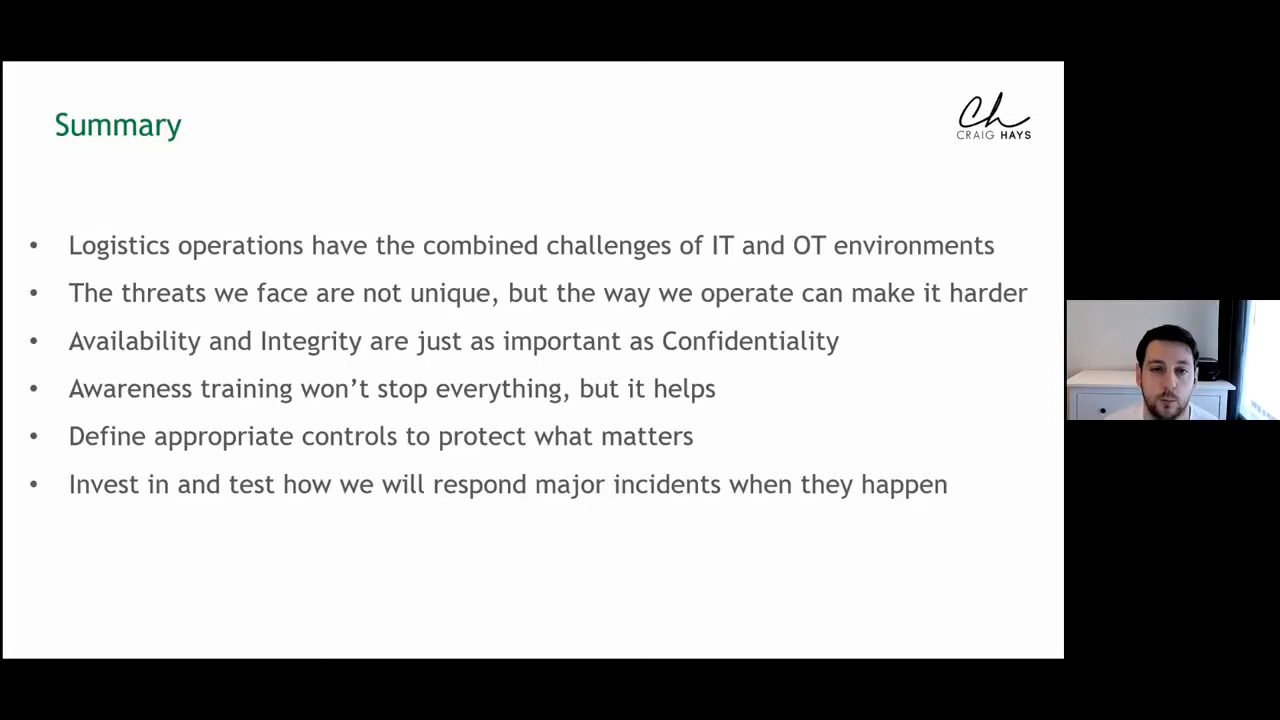 Summary
Ch
CRAIG HAYS
• Logistics operations have the combined challenges of IT and OT environments
• The threats we face are not unique, but the way we operate can make it harder
• Availability and Integrity are just as important as Confidentiality
• Awareness training won’t stop everything, but it helps
• Define appropriate controls to protect what matters
• Invest in and test how we will respond major incidents when they happen